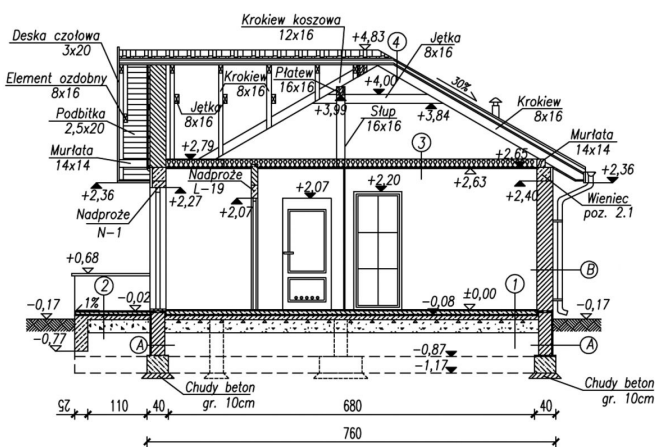 Krokiew koszowa
12x16
+4,83
4
Jętka
8x16
Deska czołowa
3x20
Element ozdobny
8x16
Podbitka
2,5x20
Murłata
14x14
Krokiew
8x16
Płatew
16x16
+4,00
+3,99
+3,84
30%
Jętka
8x16
Słup
16x16
Krokiew
8x16
Murłata
14x14
+2,79
3
+2,65
+2,63
+2,36
+2,36
+2,27
Nadproże
L-19
+2,07
+2,07
+2,20
+2,40
Wieniec
poz. 2.1
Nadproże
N-1
+0,68
B
2
1
-0,17
1%
-0,02
-0,08
±0,00
-0,17
-0,77
A
A
-0,87
-1,17
Chudy beton
gr. 10cm
Chudy beton
gr. 10cm
25
110
40
680
40
760